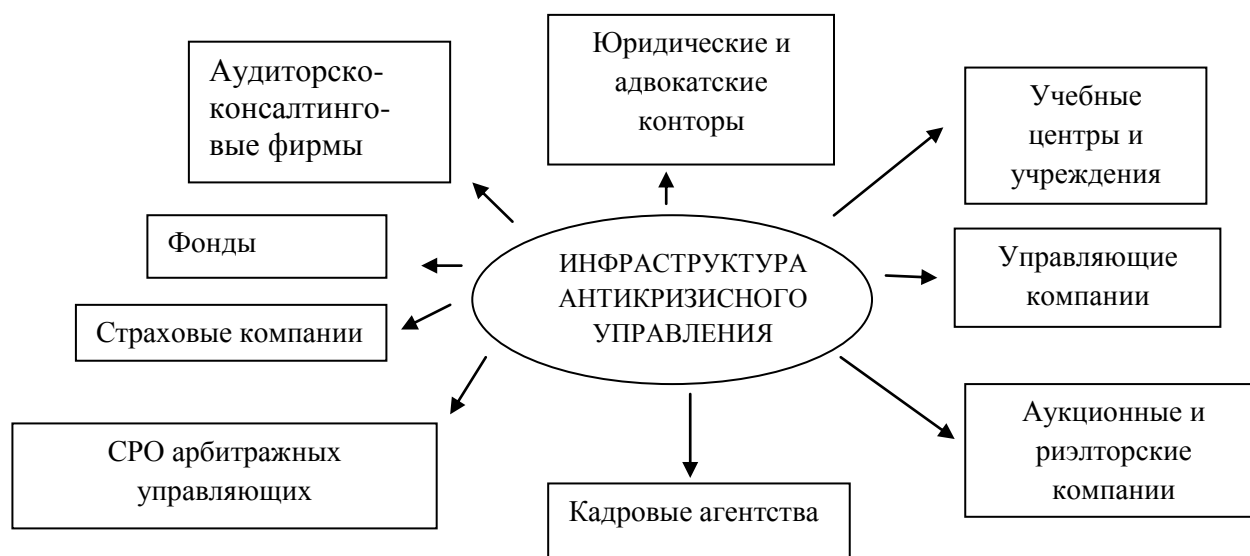 Юридические и
адвокатские
конторы
Аудиторско-
консалтинго-
вые фирмы
Учебные
центры и
учреждения
Фонды
ИНФРАСТРУКТУРА
АНТИКРИЗИСНОГО
УПРАВЛЕНИЯ
Управляющие
компании
Страховые компании
СРО арбитражных
управляющих
Аукционные и
риэлторские
компании
Кадровые агентства